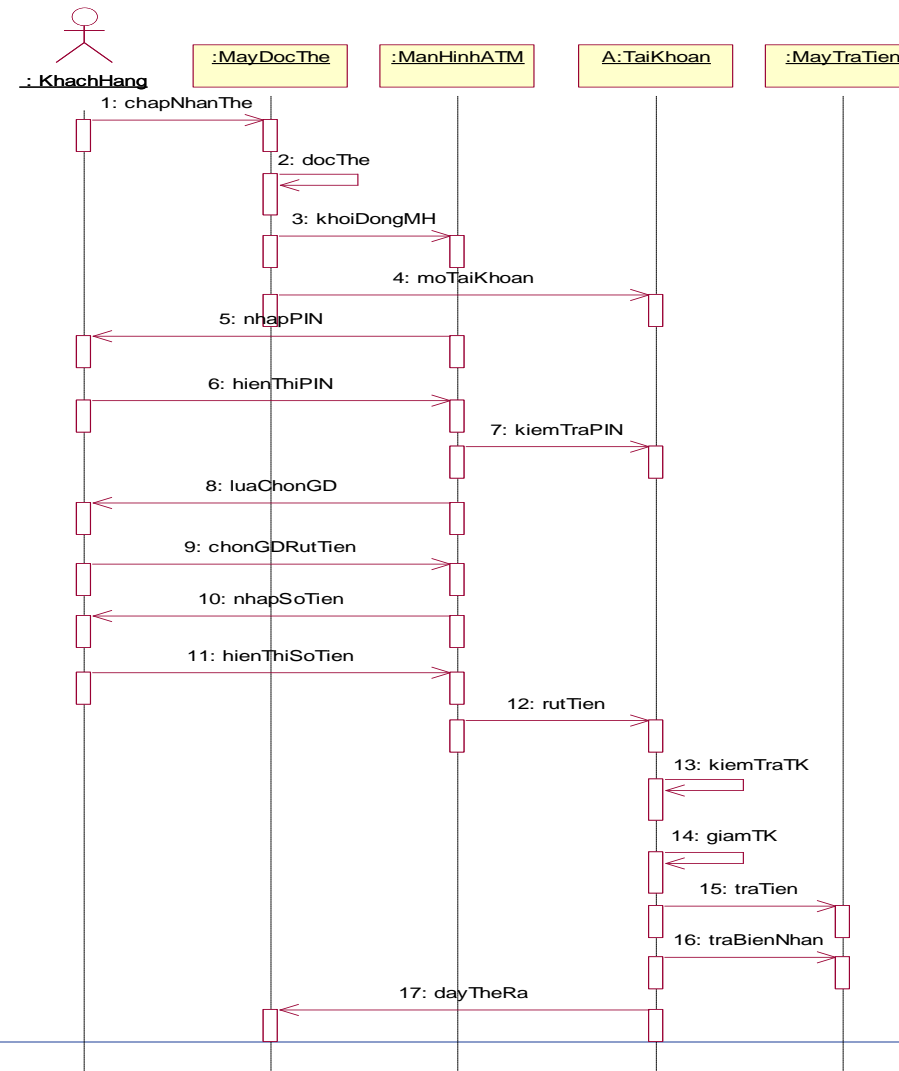 : KhachHang
:MayDocThe
:ManHinhATM
A:TaiKhoan
:MayTraTien
1: chapNhanThe
2: docThe
3: khoiDongMH
4: moTaiKhoan
5: nhapPIN
6: hienThiPIN
7: kiemTraPIN
8: luaChonGD
9: chonGDRutTien
10: nhapSoTien
11: hienThiSoTien
12: rutTien
13: kiemTraTK
14: giamTK
15: traTien
16: traBienNhan
17: dayTheRa